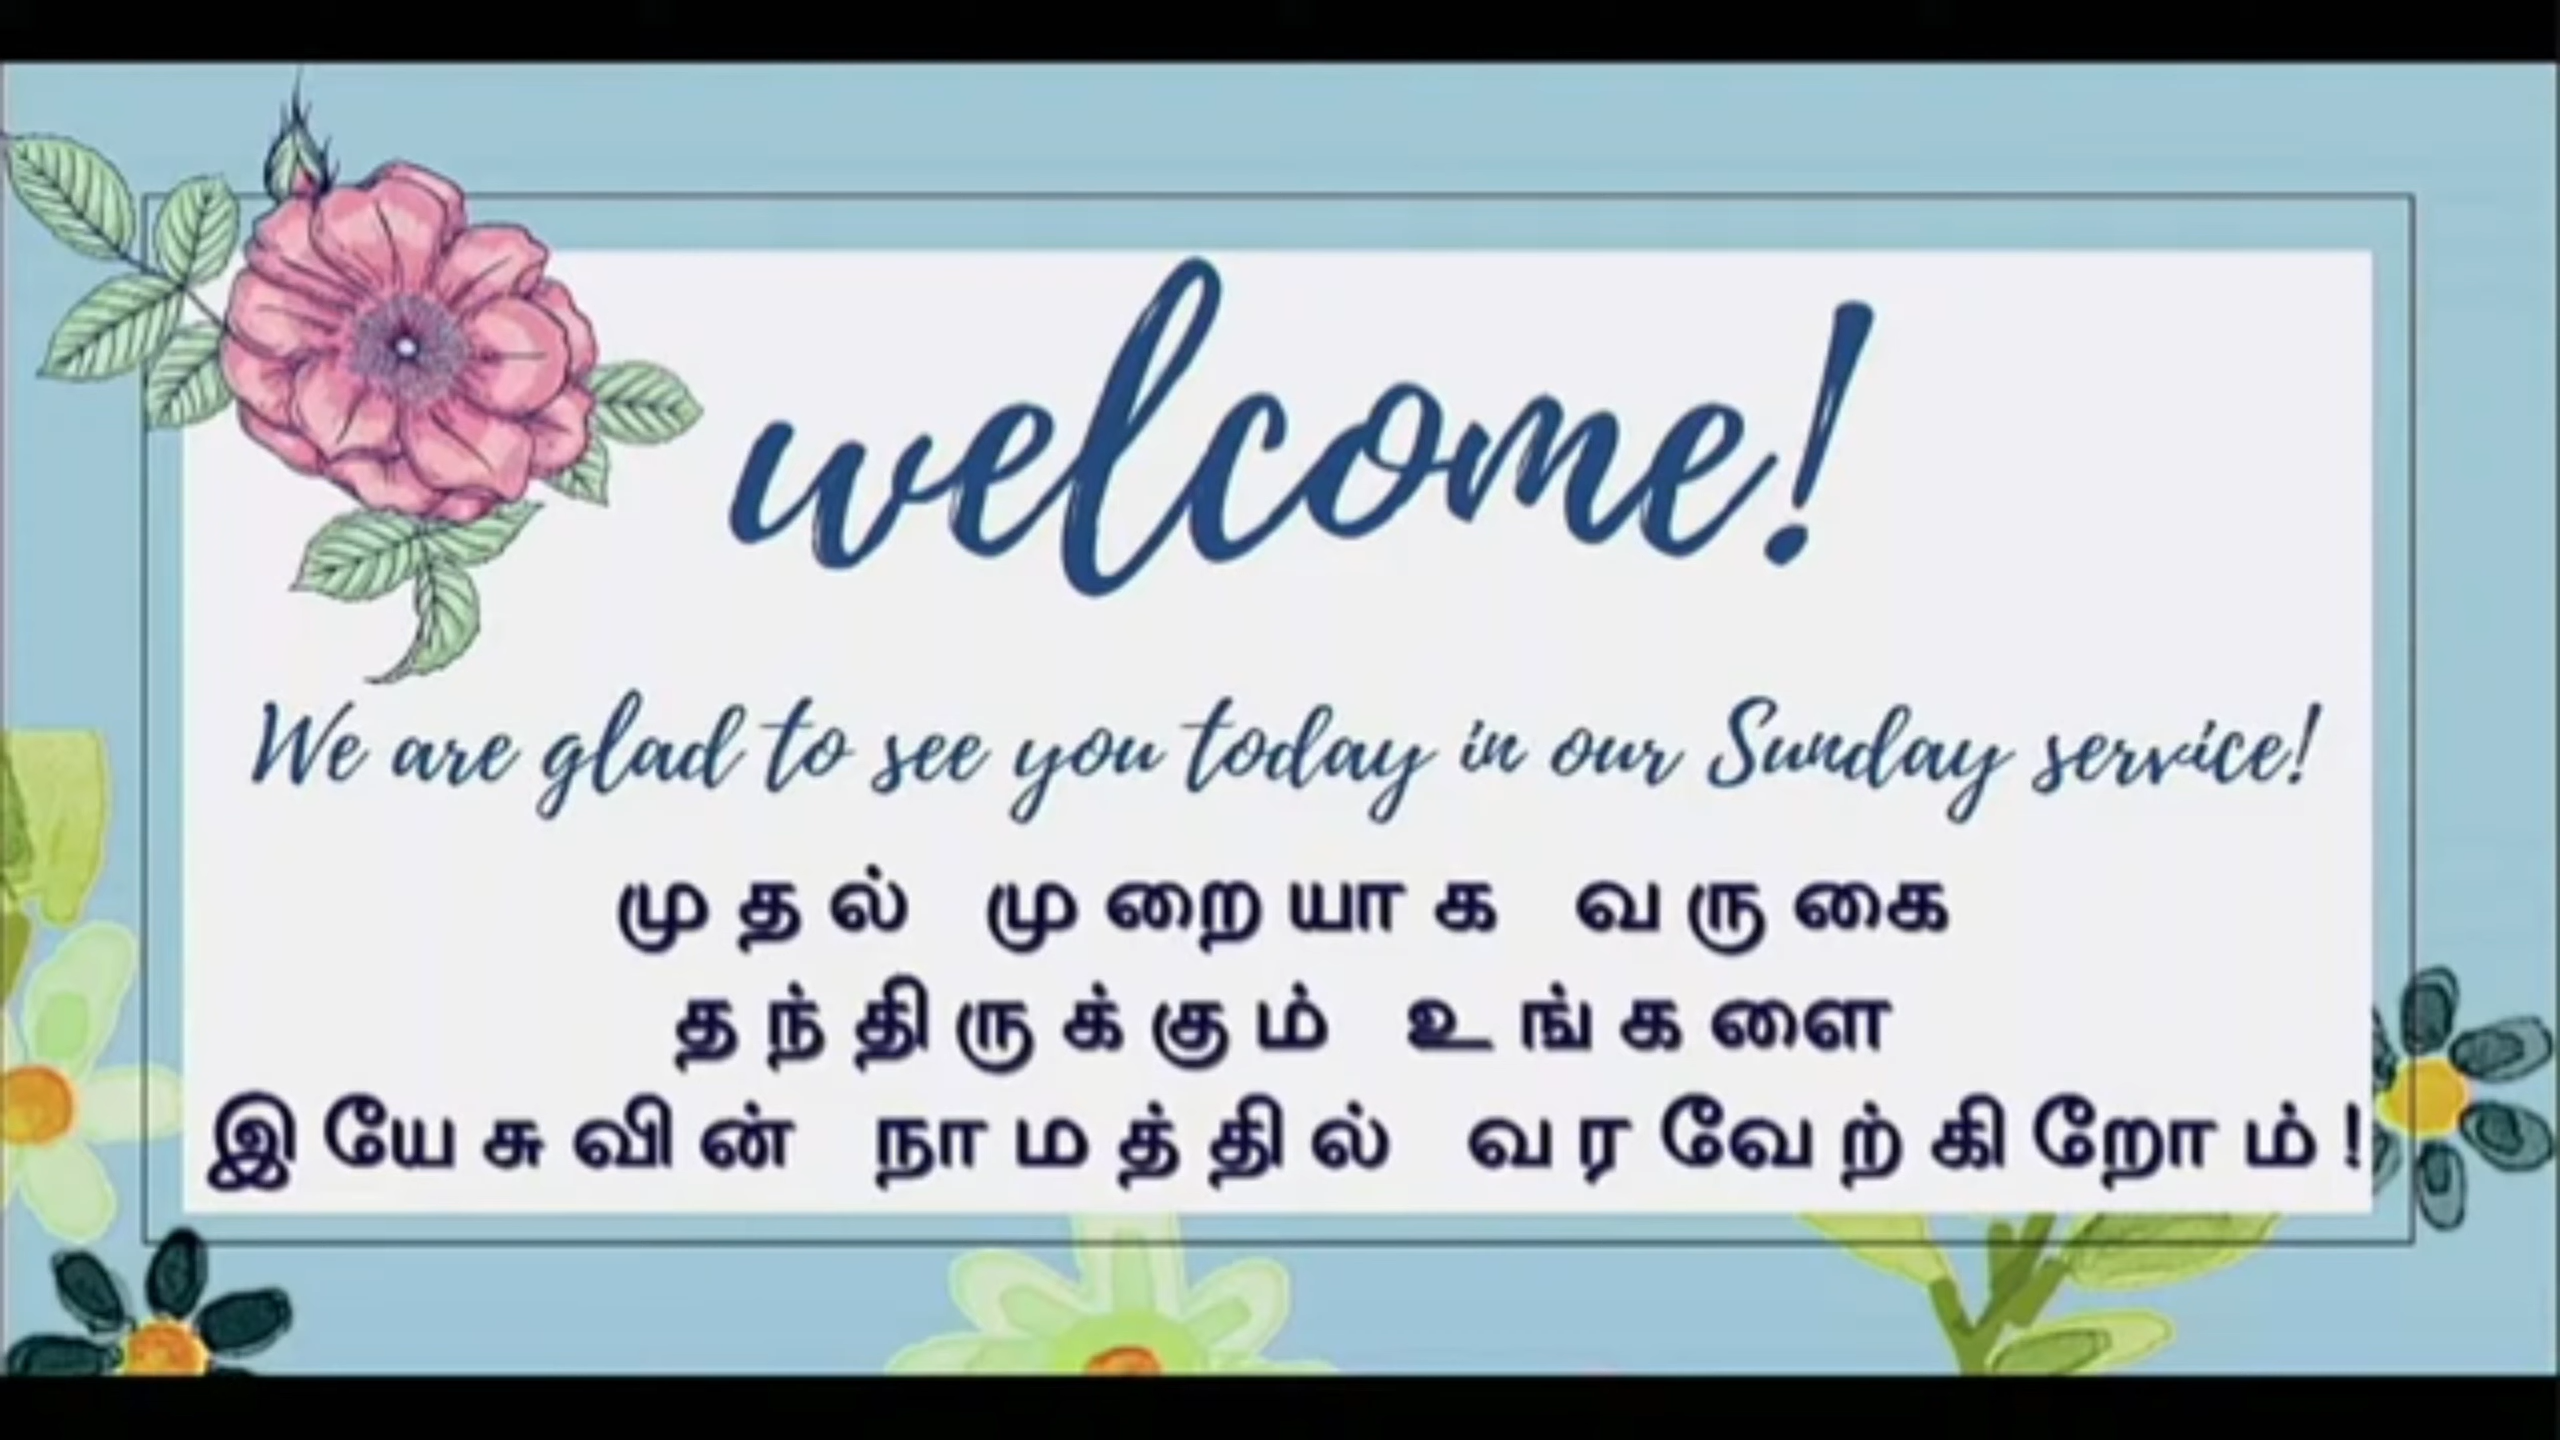 welcome!
We are glad to see you today in our Sunday service!
முதல் முறையாக வருகை
தந்திருக்கும் உங்களை
இயேசுவின் நாமத்தில் வரவேற்கிறோம்!